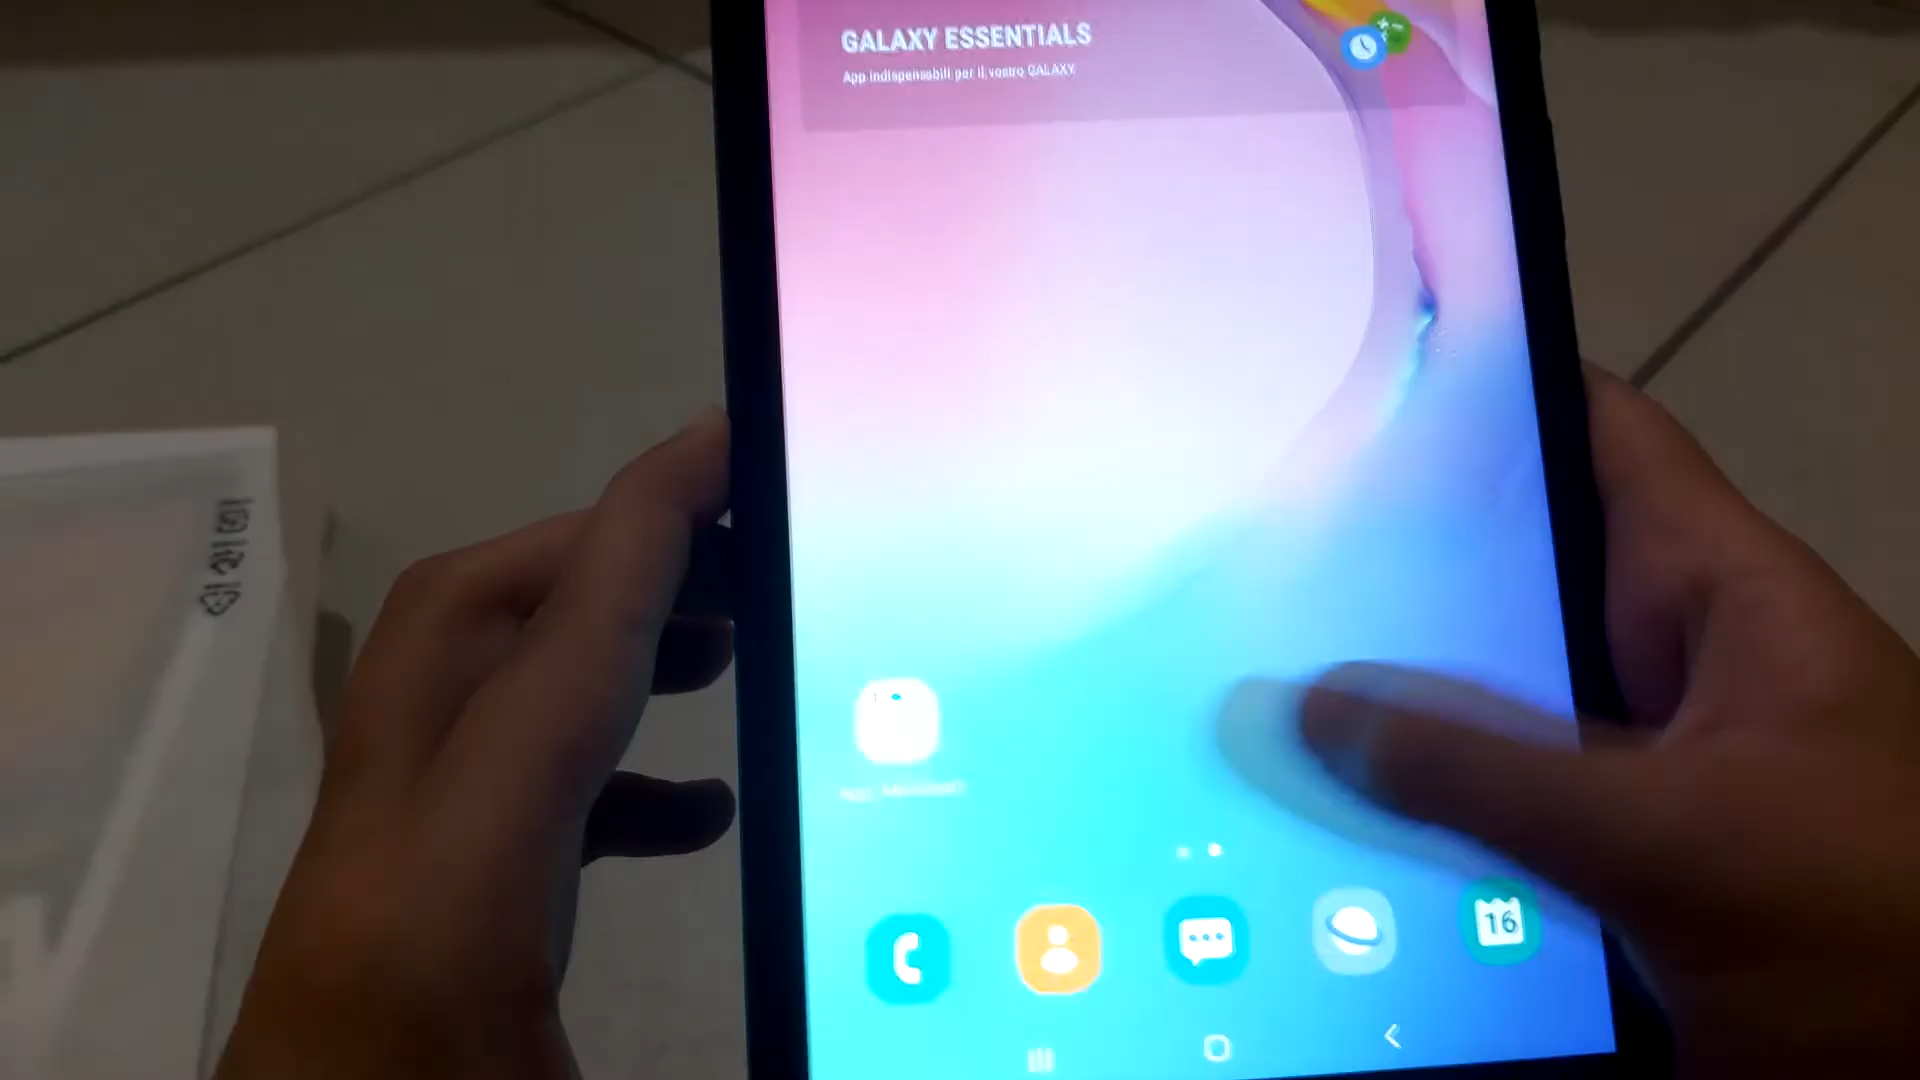 GALAXY ESSENTIALS
App indispensabili per il vostro GALAXY.
16